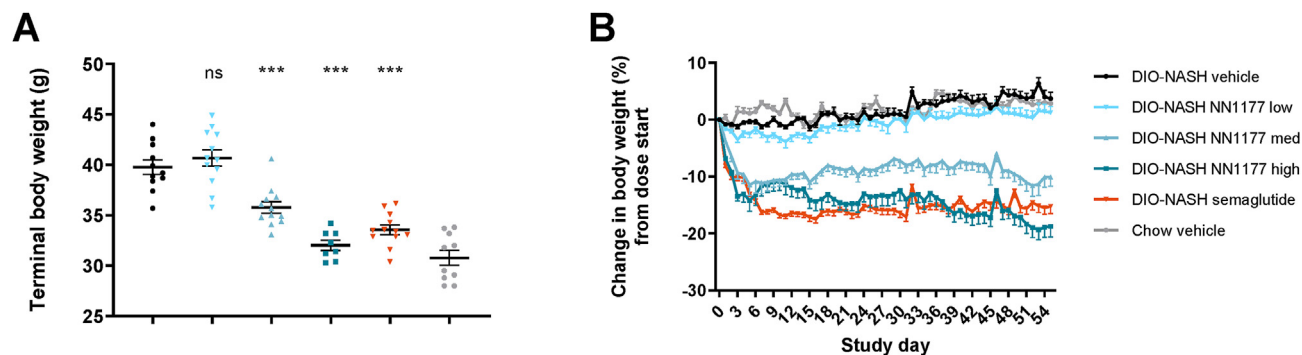 A
Terminal body weight (g)
50
45
40
35
30
25
ns
***
***
***
B
Change in body weight (%)
from dose start
10
0
-10
-20
-30
0
3
6
9
12
15
18
21
24
27
30
33
36
39
42
45
48
51
54
Study day
DIO-NASH vehicle
DIO-NASH NN1177 low
DIO-NASH NN1177 med
DIO-NASH NN1177 high
DIO-NASH semaglutide
Chow vehicle